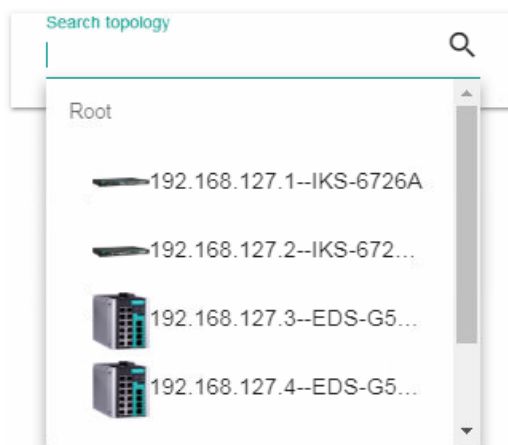 Search topology
Root
192.168.127.1--IKS-6726A
192.168.127.2--IKS-672...
192.168.127.3--EDS-G5...
192.168.127.4--EDS-G5...